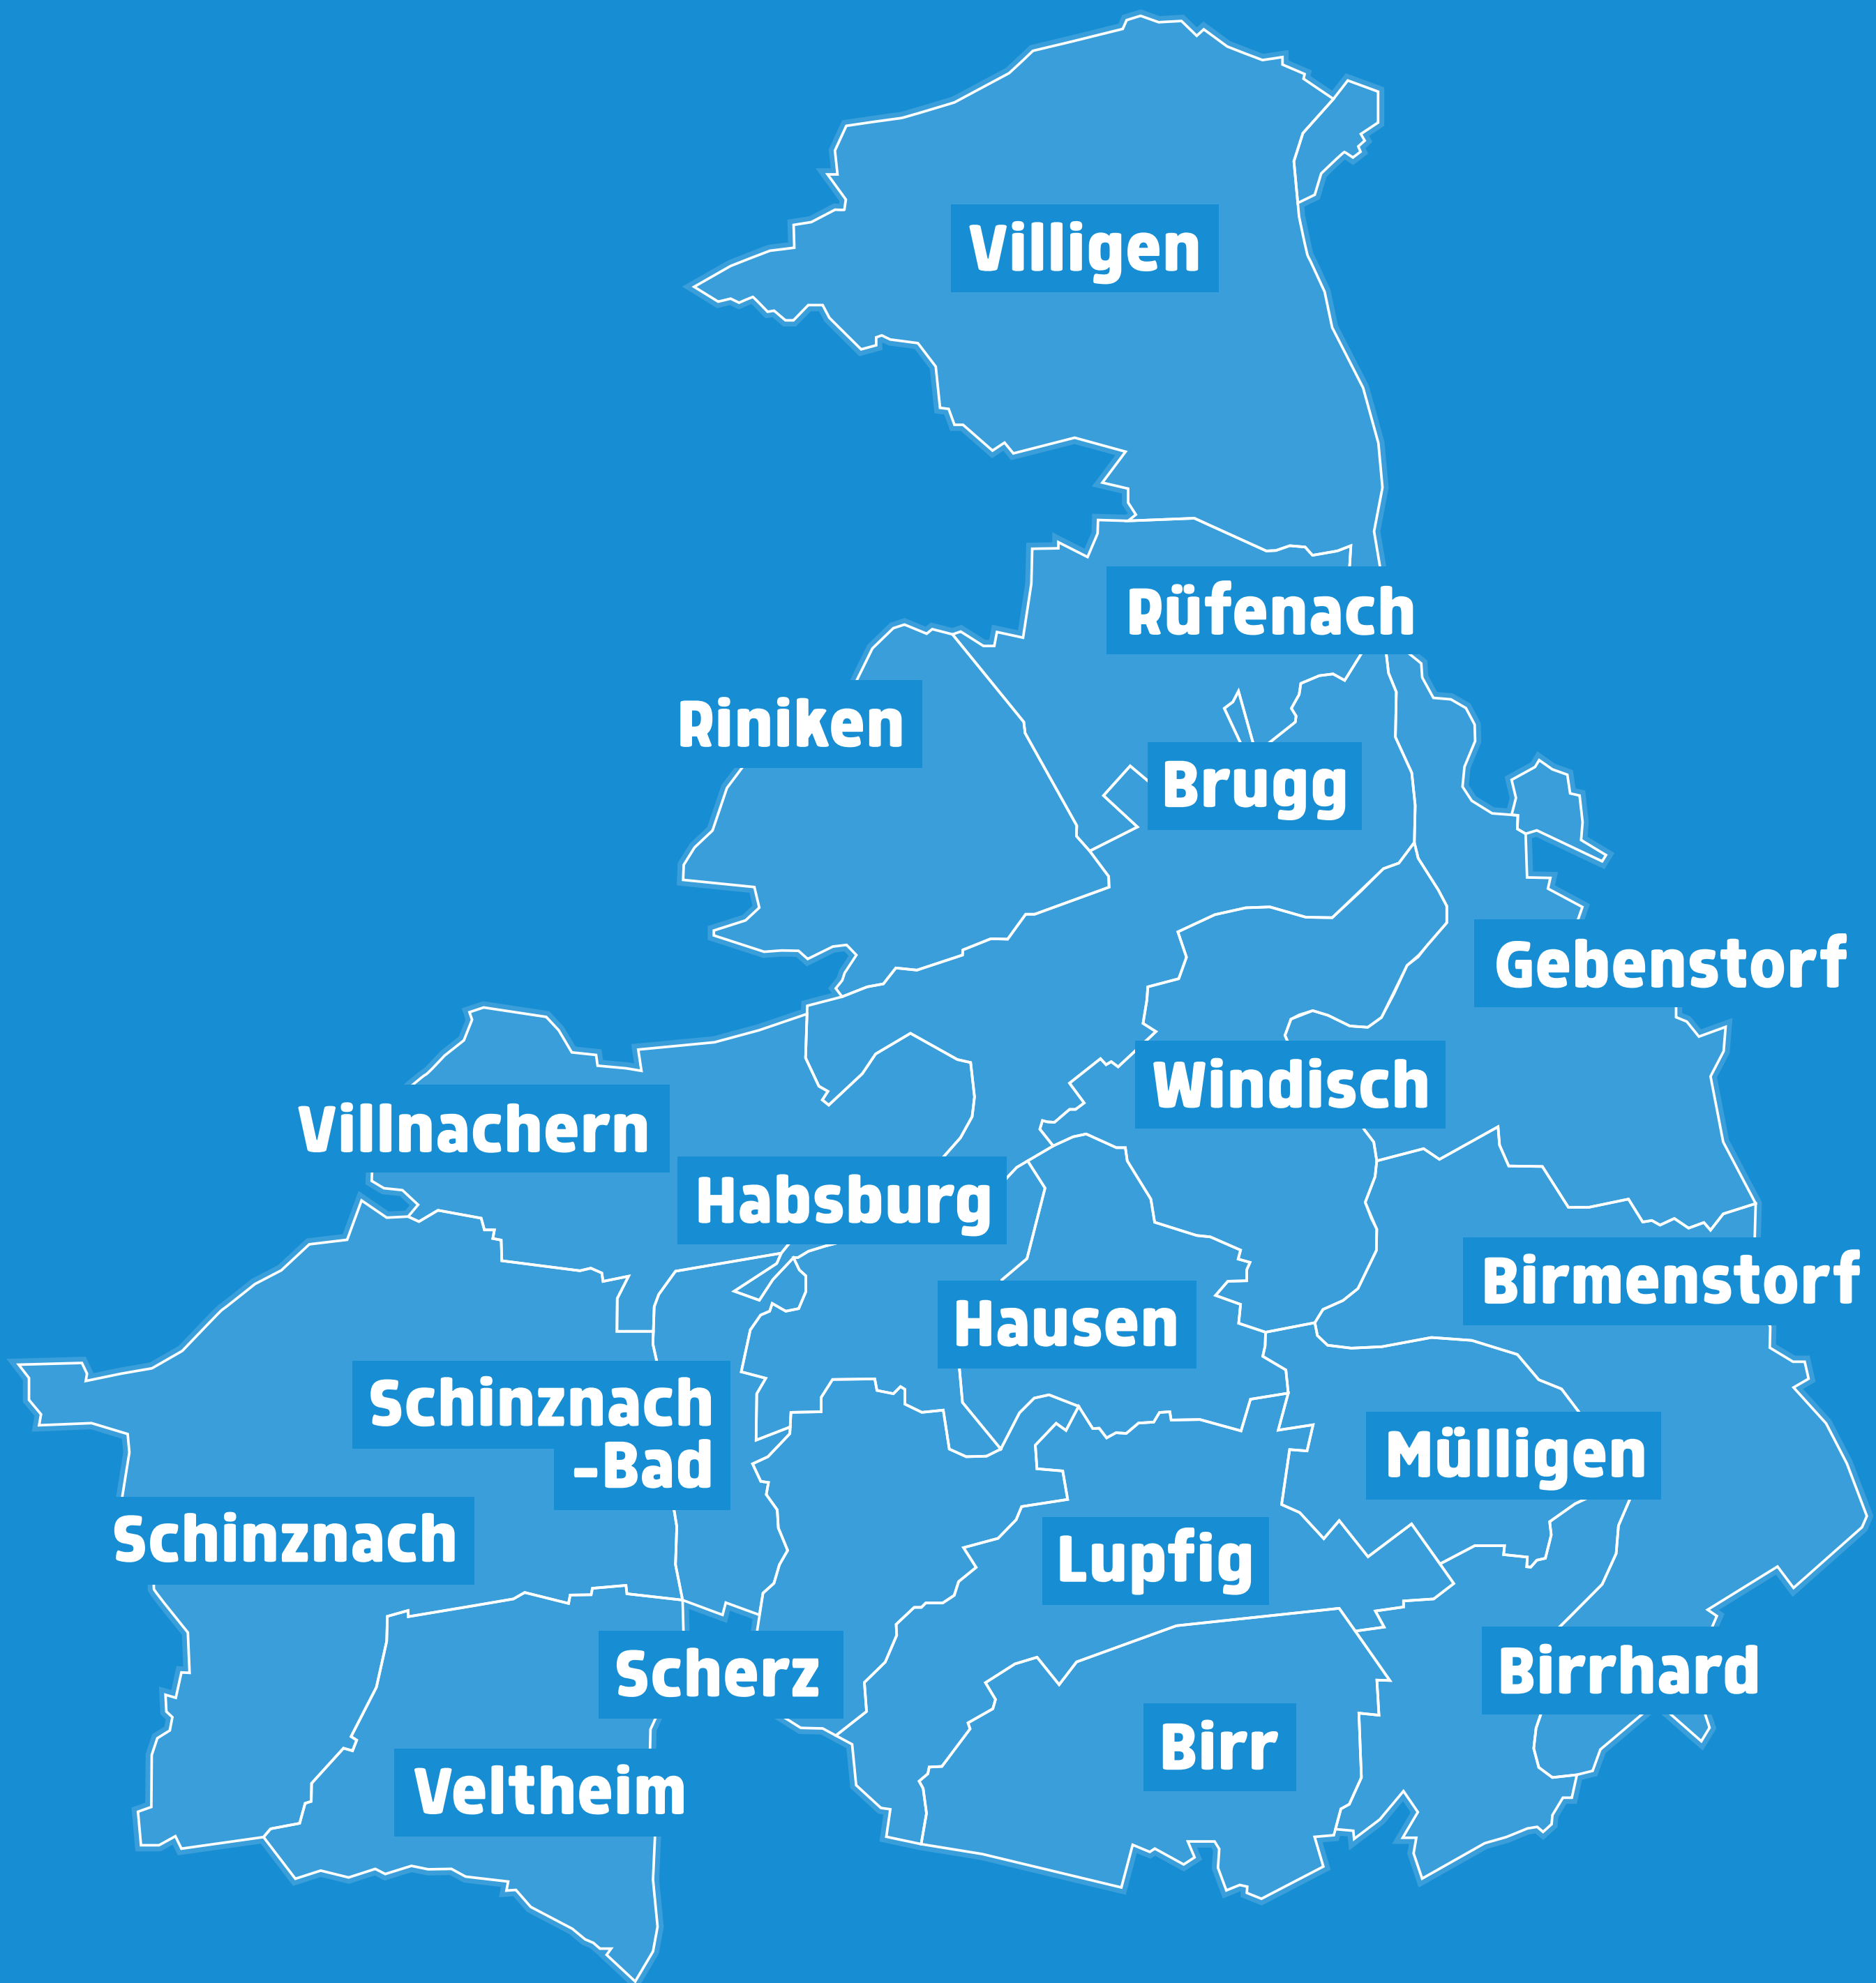 Villigen
Rüfenach
Riniken
Brugg
Gebenstorf
Windisch
Villnachern
Habsburg
Birmenstorf
Hausen
Schinznach
-Bad
Mülligen
Schinznach
Lupfig
Scherz
Birrhard
Birr
Veltheim